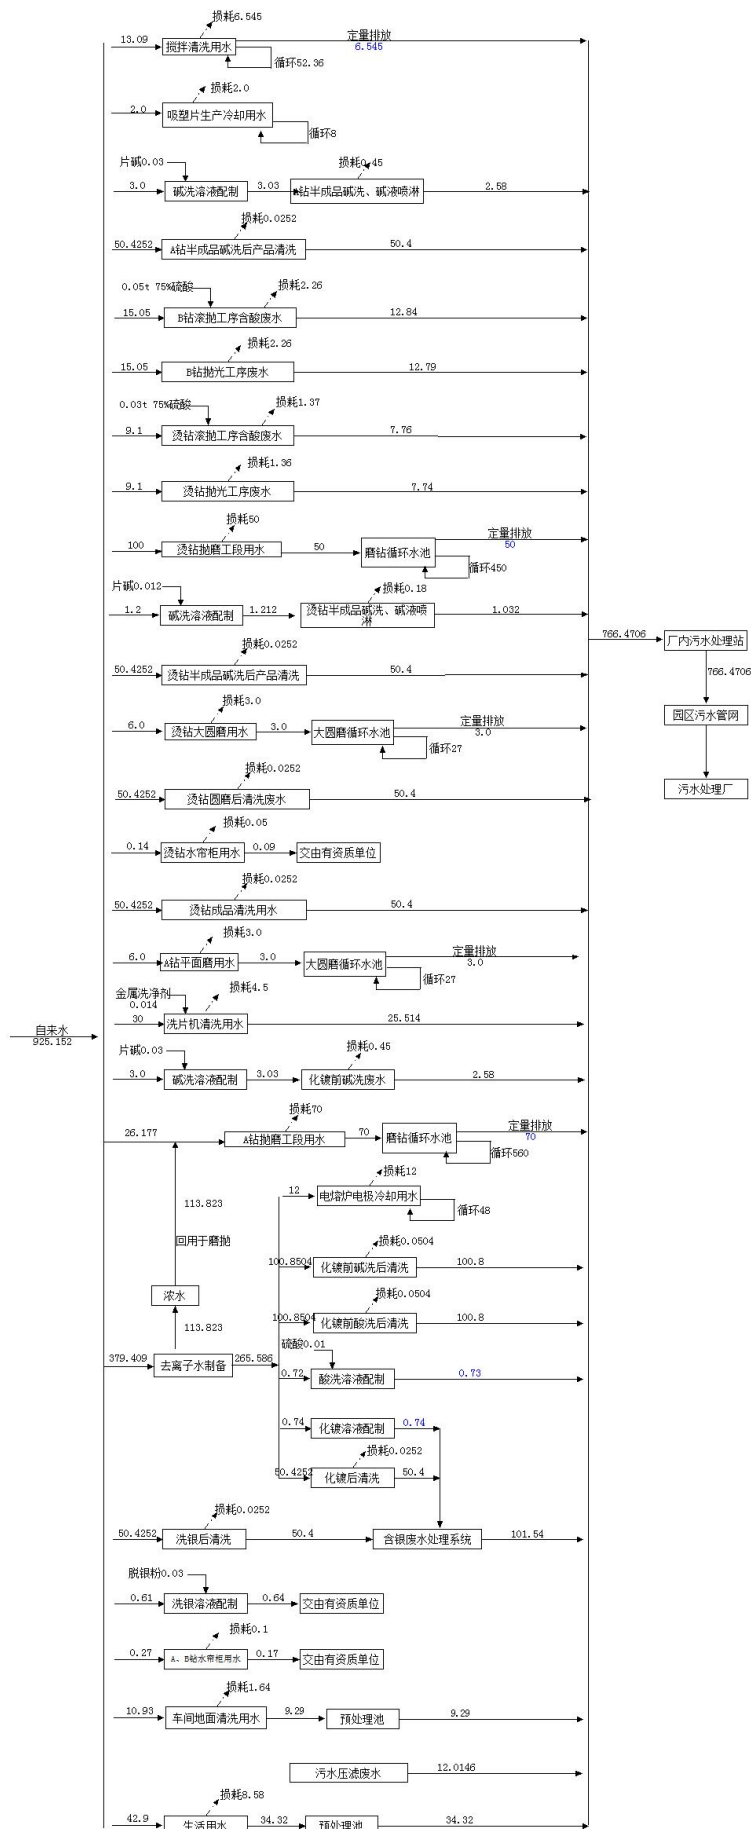 损耗6.545
13.09
搅拌清洗用水
定量排放
6.545
循环52.36
损耗2.0
2.0
吸塑片生产冷却用水
循环8
片碱0.03
损耗0.45
3.0
碱洗溶液配制
3.03
A钻半成品碱洗、碱液喷淋
2.58
损耗0.0252
50.4252
A钻半成品碱洗后产品清洗
50.4
0.05t 75%硫酸
损耗2.26
15.05
B钻滚抛工序含酸废水
12.84
损耗2.26
15.05
B钻抛光工序废水
12.79
0.03t 75%硫酸
损耗1.37
9.1
烫钻滚抛工序含酸废水
7.76
损耗1.36
9.1
烫钻抛光工序废水
7.74
损耗50
100
烫钻抛磨工段用水
50
磨钻循环水池
定量排放
50
循环450
片碱0.012
损耗0.18
1.2
碱洗溶液配制
1.212
烫钻半成品碱洗、碱液喷
淋
1.032
766.4706
厂内污水处理站
损耗0.0252
50.4252
烫钻半成品碱洗后产品清洗
50.4
766.4706
损耗3.0
6.0
烫钻大圆磨用水
3.0
大圆磨循环水池
定量排放
3.0
循环27
园区污水管网
损耗0.0252
50.4252
烫钻圆磨后清洗废水
50.4
污水处理厂
损耗0.05
0.14
烫钻水帘柜用水
0.09
交由有资质单位
损耗0.0252
50.4252
烫钻成品清洗用水
50.4
损耗3.0
6.0
A钻平面磨用水
3.0
大圆磨循环水池
定量排放
3.0
循环27
金属洗净剂
0.014
损耗4.5
30
洗片机清洗用水
25.514
自来水
925.152
片碱0.03
损耗0.45
3.0
碱洗溶液配制
3.03
化镀前碱洗废水
2.58
损耗70
26.177
A钻抛磨工段用水
70
磨钻循环水池
定量排放
70
循环560
损耗12
12
电熔炉电极冷却用水
循环48
113.823
回用于磨抛
损耗0.0504
100.8504
化镀前碱洗后清洗
100.8
浓水
损耗0.0504
100.8504
化镀前酸洗后清洗
100.8
113.823
硫酸0.01
379.409
去离子水制备
265.586
0.72
酸洗溶液配制
0.73
0.74
化镀溶液配制
0.74
损耗0.0252
50.4252
化镀后清洗
50.4
损耗0.0252
50.4252
洗银后清洗
50.4
含银废水处理系统
101.54
脱银粉0.03
0.61
洗银溶液配制
0.64
交由有资质单位
损耗0.1
0.27
A、B钻水帘柜用水
0.17
交由有资质单位
损耗1.64
10.93
车间地面清洗用水
9.29
预处理池
9.29
污水压滤废水
12.0146
损耗8.58
42.9
生活用水
34.32
预处理池
34.32